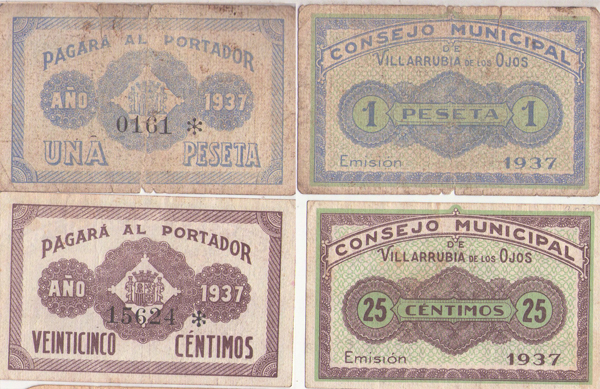 PAGARÁ AL PORTADOR
AÑO 1937
0161 *
UNA PESETA
CONSEJO MUNICIPAL
DE
VILLARRUBIA DE LOS OJOS
1 PESETA 1
Emisión 1937
PAGARÁ AL PORTADOR
AÑO 1937
15624 *
VEINTICINCO CÉNTIMOS
CONSEJO MUNICIPAL
DE
VILLARRUBIA DE LOS OJOS
25 CÉNTIMOS 25
Emisión 1937